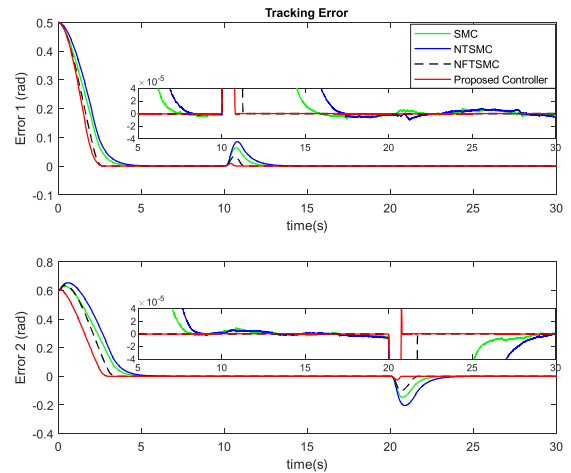 Tracking Error
0.5
0.4
0.3
0.2
0.1
0
-0.1
Error 1 (rad)
SMC
NTSMC
NFTSMC
Proposed Controller
4 ×10^-5
2
0
-2
-4
5 10 15 20 25 30
0 5 10 15 20 25 30
time(s)
0.8
0.6
0.4
0.2
0
-0.2
-0.4
Error 2 (rad)
4 ×10^-5
2
0
-2
-4
5 10 15 20 25 30
0 5 10 15 20 25 30
time(s)